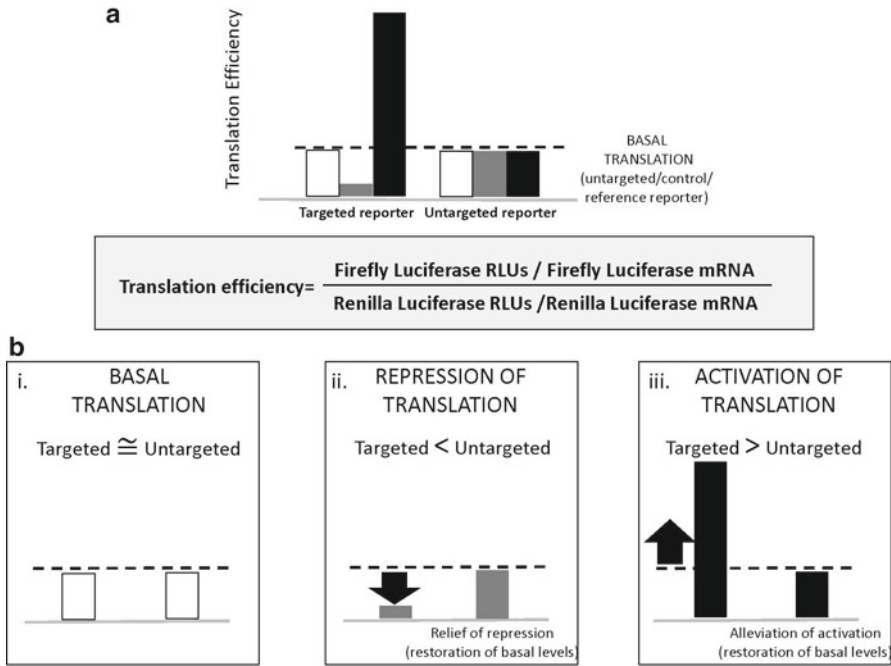 a
Translation Efficiency
BASAL
TRANSLATION
(untargeted/control/
reference reporter)
Targeted reporter
Untargeted reporter
Translation efficiency=
Firefly Luciferase RLUs / Firefly Luciferase mRNA
Renilla Luciferase RLUs /Renilla Luciferase mRNA
b
i.
BASAL
TRANSLATION
Targeted ≅ Untargeted
ii.
REPRESSION OF
TRANSLATION
Targeted < Untargeted
Relief of repression
(restoration of basal levels)
iii.
ACTIVATION OF
TRANSLATION
Targeted > Untargeted
Alleviation of activation
(restoration of basal levels)